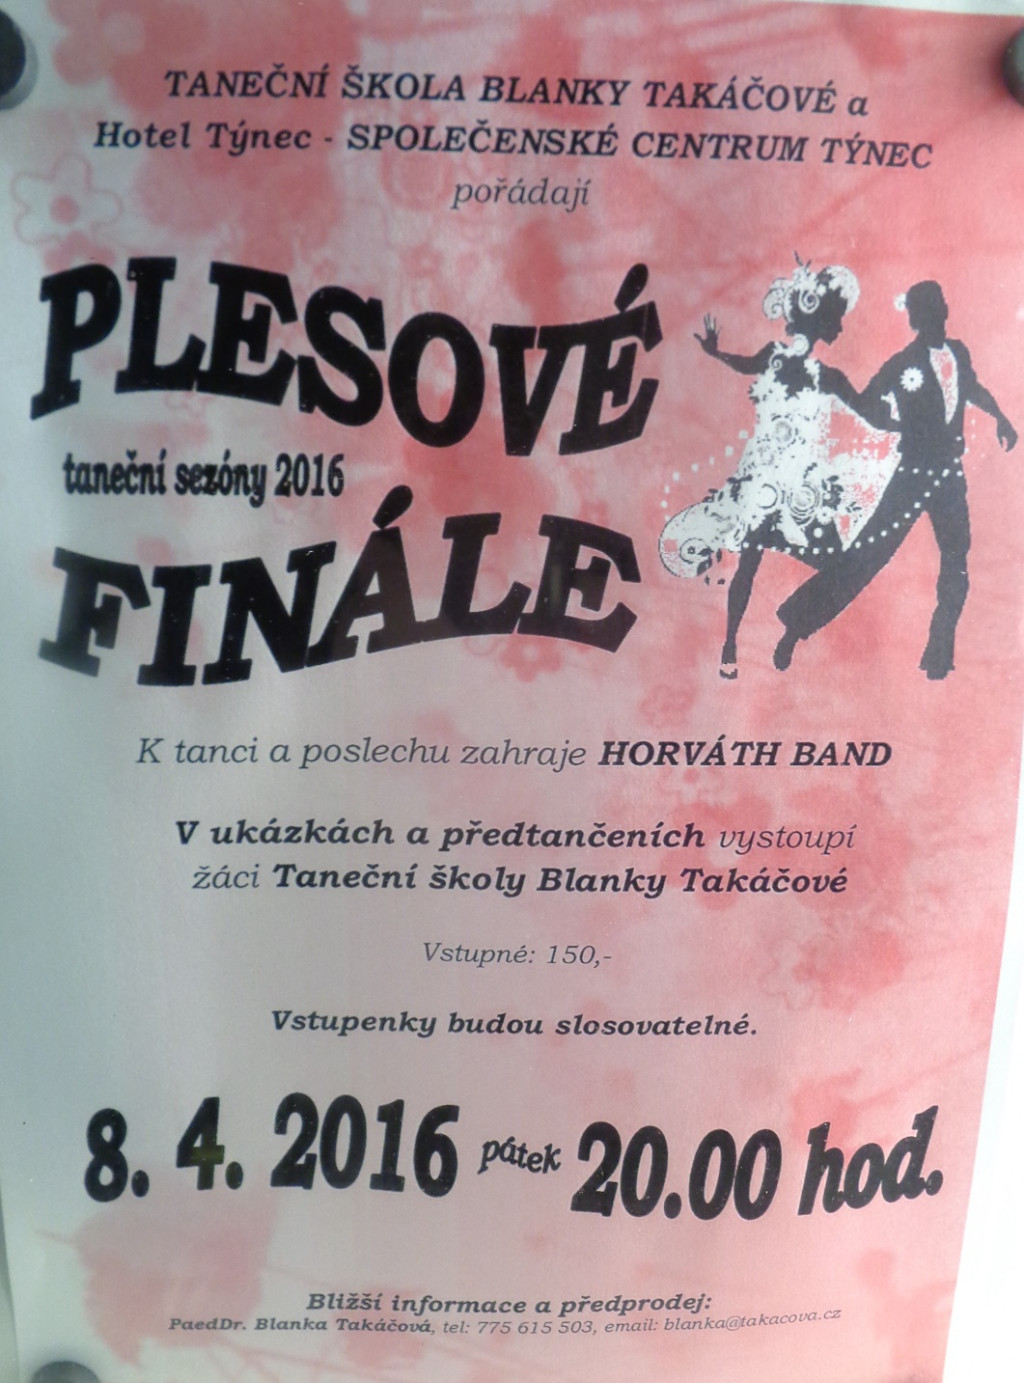 TANEČNÍ ŠKOLA BLANKY TAKÁČOVÉ a
Hotel Týnec - SPOLEČENSKÉ CENTRUM TÝNEC
pořádají
PLESOVÉ
taneční sezóny 2016
FINÁLE
K tanci a poslechu zahraje HORVÁTH BAND
V ukázkách a předtančeních vystoupí
žáci Taneční školy Blanky Takáčové
Vstupné: 150,-
Vstupenky budou slosovatelné.
8. 4. 2016 pátek 20.00 hod.
Bližší informace a předprodej:
PaedDr. Blanka Takáčová, tel: 775 615 503, email: blanka@takacova.cz